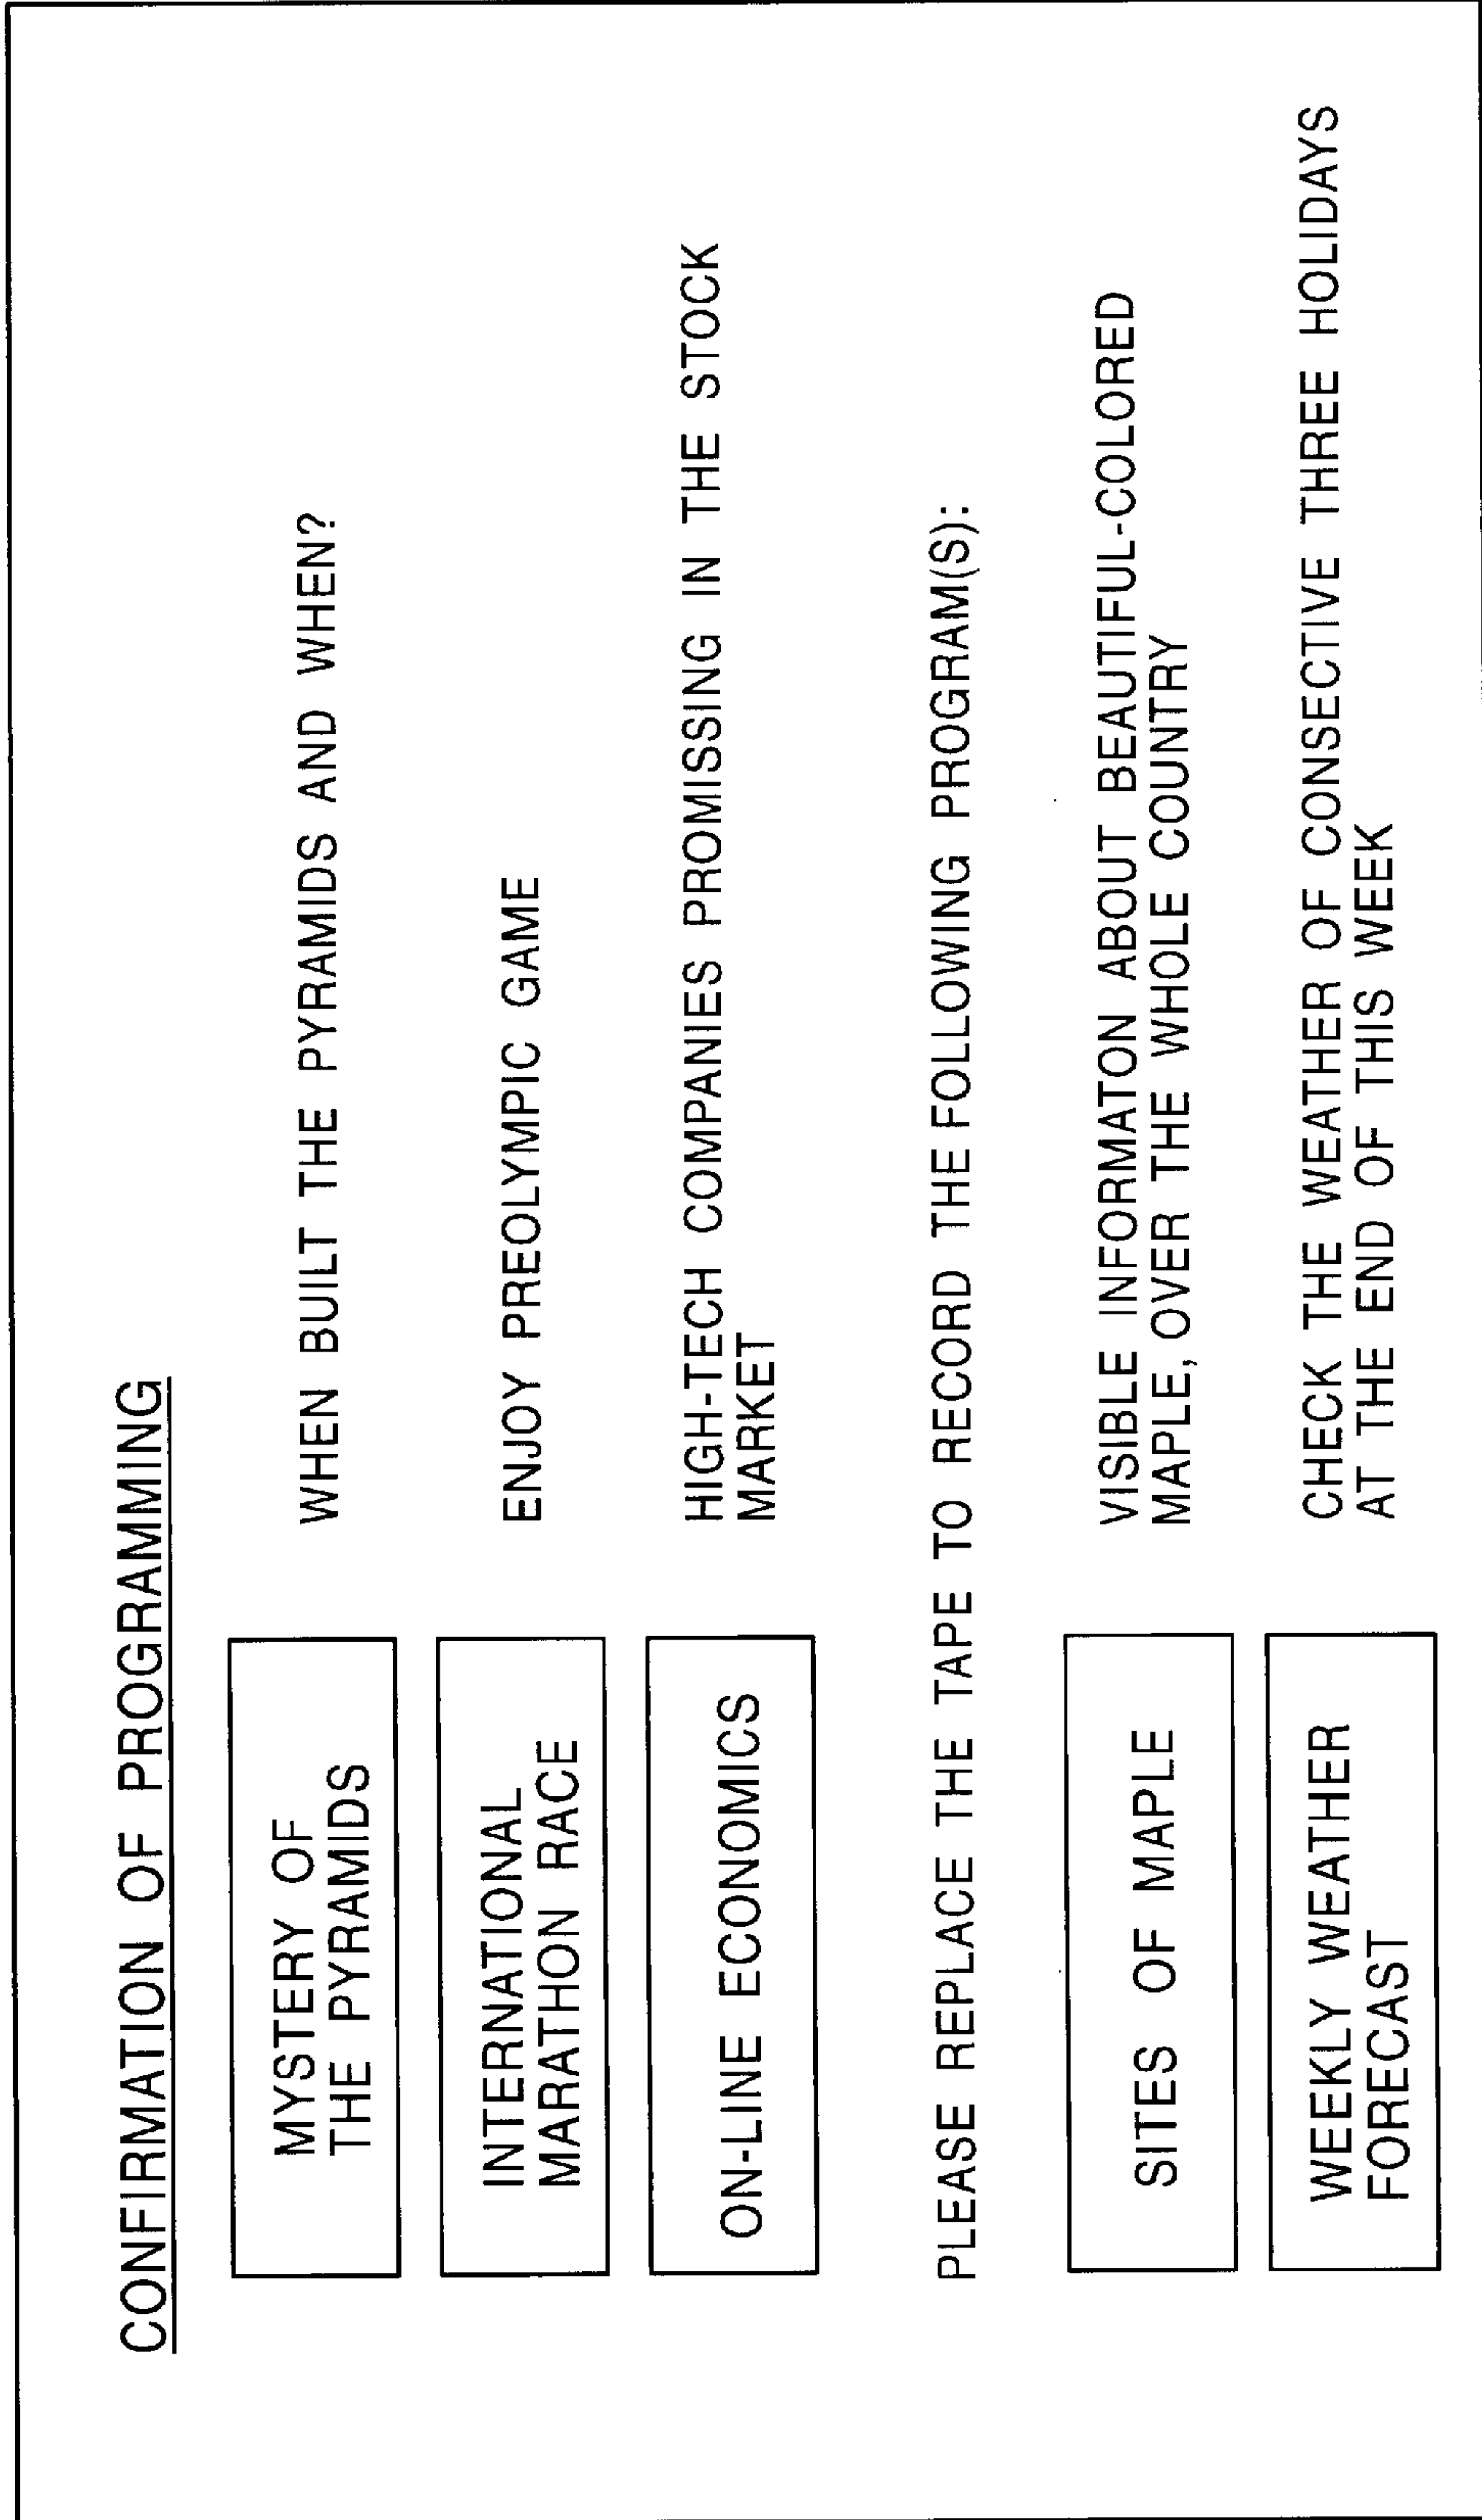 CONFIRMATION OF PROGRAMMING
MYSTERY OF
THE PYRAMIDS
WHEN BUILT THE PYRAMIDS AND WHEN?
INTERNATIONAL
MARATHON RACE
ENJOY PREOLYMPIC GAME
ON-LINE ECONOMICS
HIGH-TECH COMPANIES PROMISSING IN THE STOCK
MARKET
PLEASE REPLACE THE TAPE TO RECORD THE FOLLOWING PROGRAM(S):
SITES OF MAPLE
VISIBLE INFORMATON ABOUT BEAUTIFUL-COLORED
MAPLE, OVER THE WHOLE COUNTRY
WEEKLY WEATHER
FORECAST
CHECK THE WEATHER OF CONSECTIVE THREE HOLIDAYS
AT THE END OF THIS WEEK